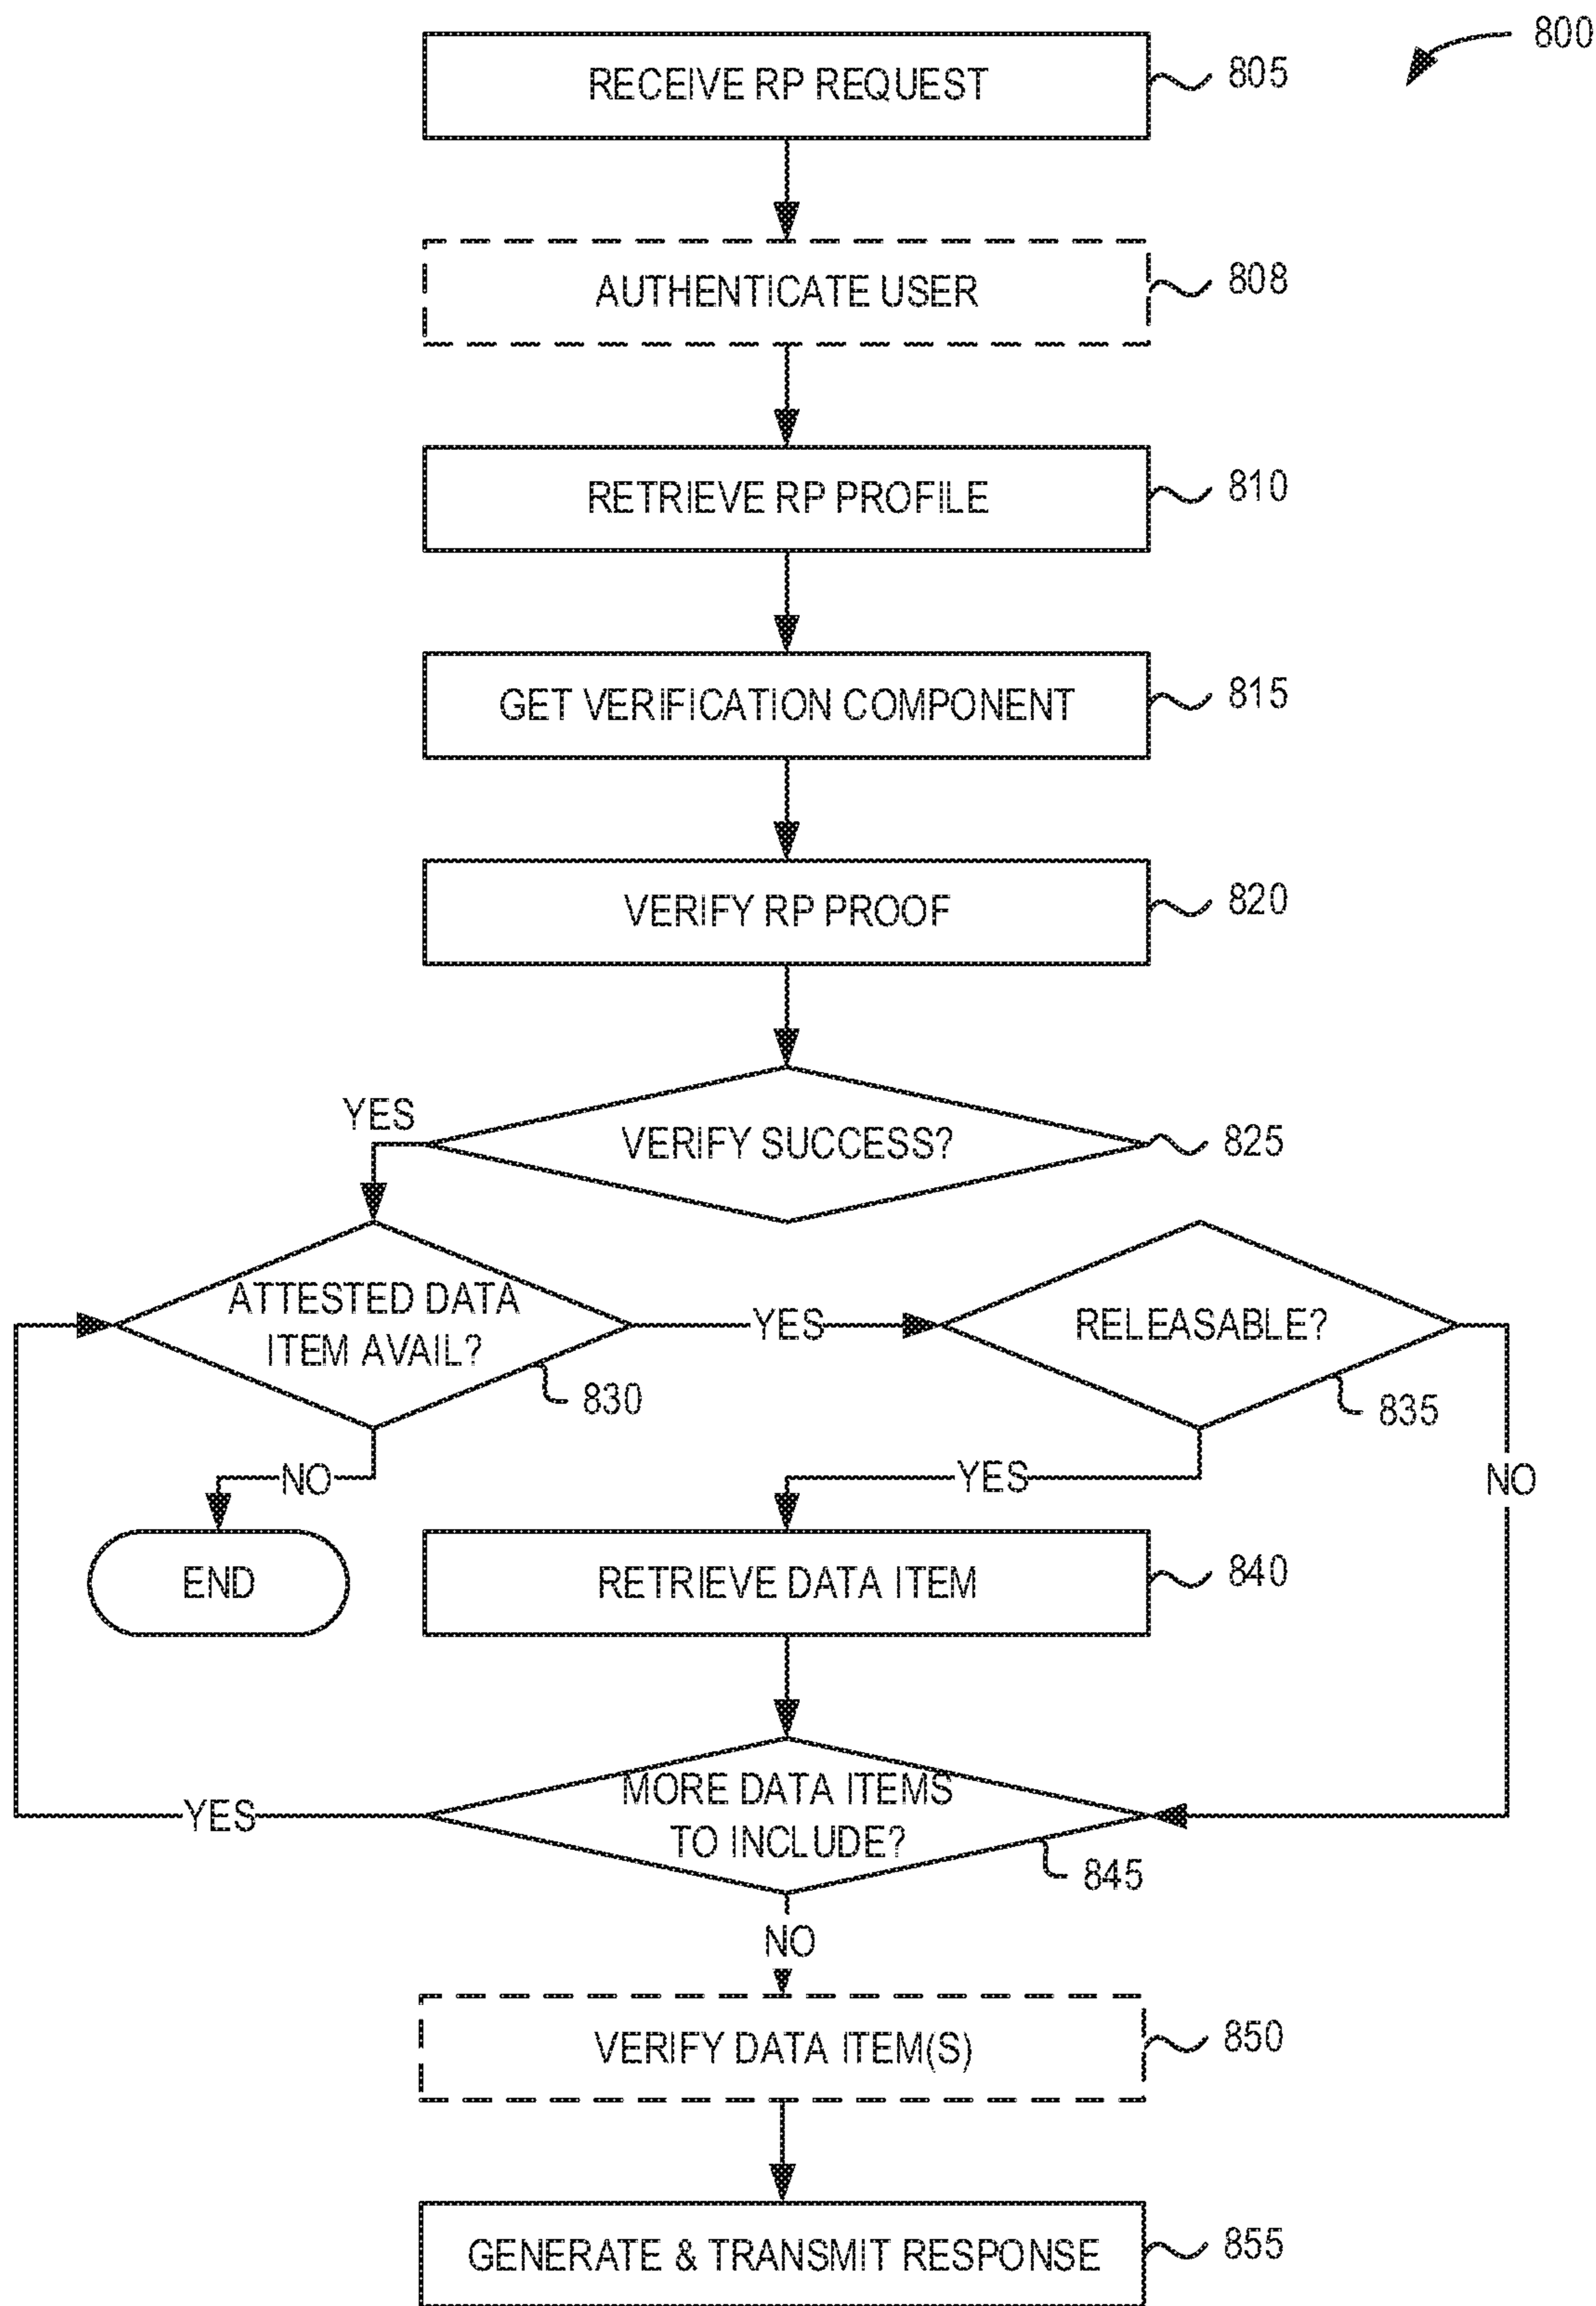 800
RECEIVE RP REQUEST
805
AUTHENTICATE USER
808
RETRIEVE RP PROFILE
810
GET VERIFICATION COMPONENT
815
VERIFY RP PROOF
820
YES
VERIFY SUCCESS?
825
ATTESTED DATA
ITEM AVAIL?
830
YES
RELEASABLE?
835
NO
YES
NO
END
RETRIEVE DATA ITEM
840
MORE DATA ITEMS
TO INCLUDE?
845
YES
NO
VERIFY DATA ITEM(S)
850
GENERATE & TRANSMIT RESPONSE
855